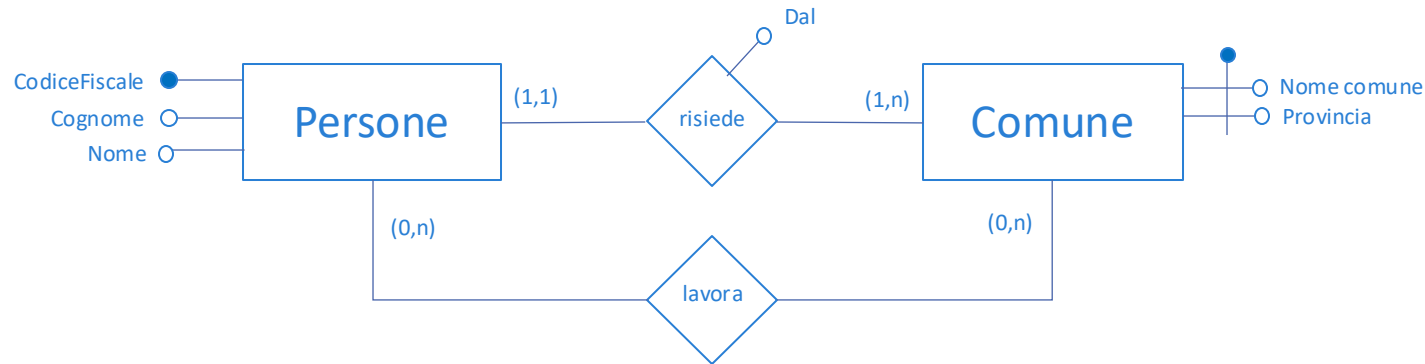 Dal
CodiceFiscale
Cognome
Nome
Persone
(1,1)
risiede
(1,n)
Comune
Nome comune
Provincia
(0,n)
(0,n)
lavora